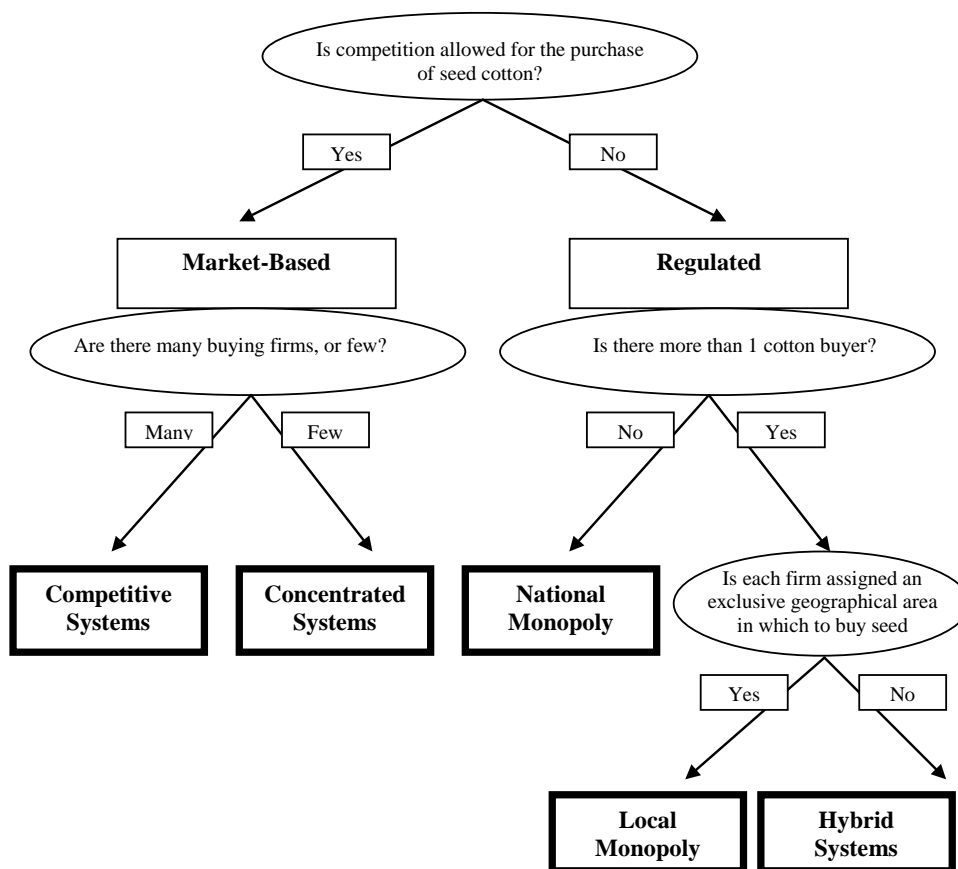 Is competition allowed for the purchase
of seed cotton?
Yes
No
Market-Based
Regulated
Are there many buying firms, or few?
Is there more than 1 cotton buyer?
Many
Few
No
Yes
Competitive
Systems
Concentrated
Systems
National
Monopoly
Is each firm assigned an
exclusive geographical area
in which to buy seed
Yes
No
Local
Monopoly
Hybrid
Systems